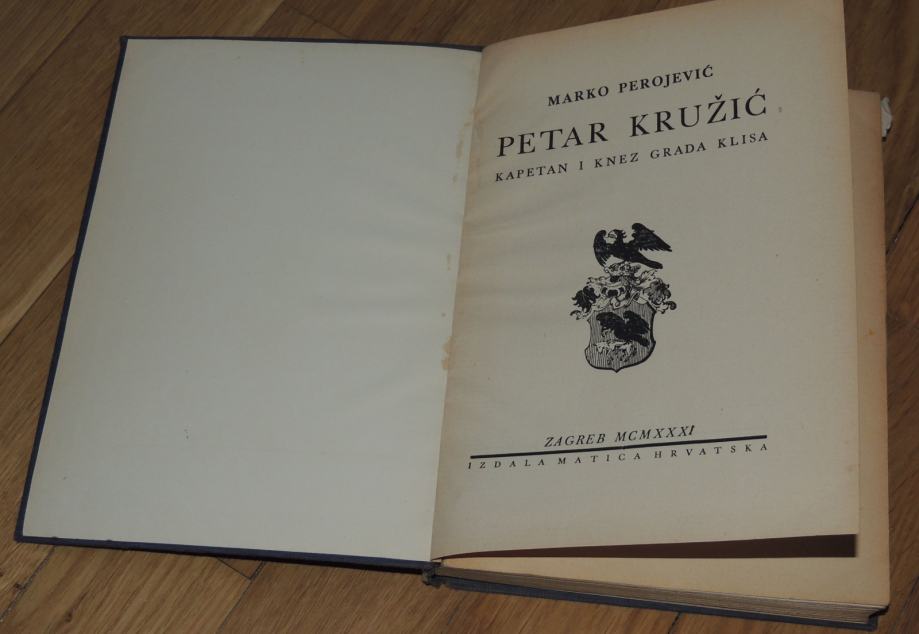 MARKO PEROJEVIĆ
PETAR KRUŽIĆ
KAPETAN I KNEZ GRADA KLISA
ZAGREB MCMXXXI
IZDALA MATICA HRVATSKA